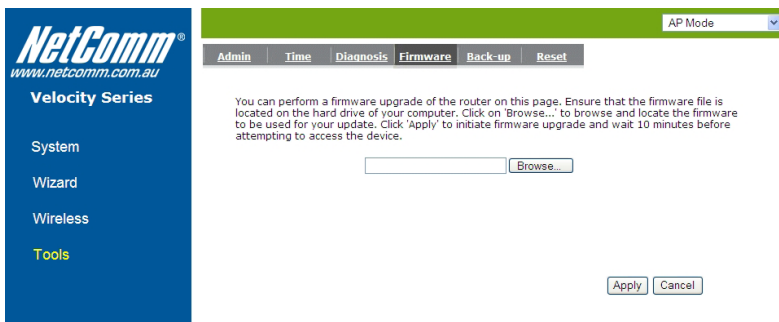 AP Mode
NetComm®
www.netcomm.com.au
Admin Time Diagnosis Firmware Back-up Reset
Velocity Series
System
Wizard
Wireless
Tools
You can perform a firmware upgrade of the router on this page. Ensure that the firmware file is
located on the hard drive of your computer. Click on 'Browse...' to browse and locate the firmware
to be used for your update. Click 'Apply' to initiate firmware upgrade and wait 10 minutes before
attempting to access the device.
Browse...
Apply Cancel